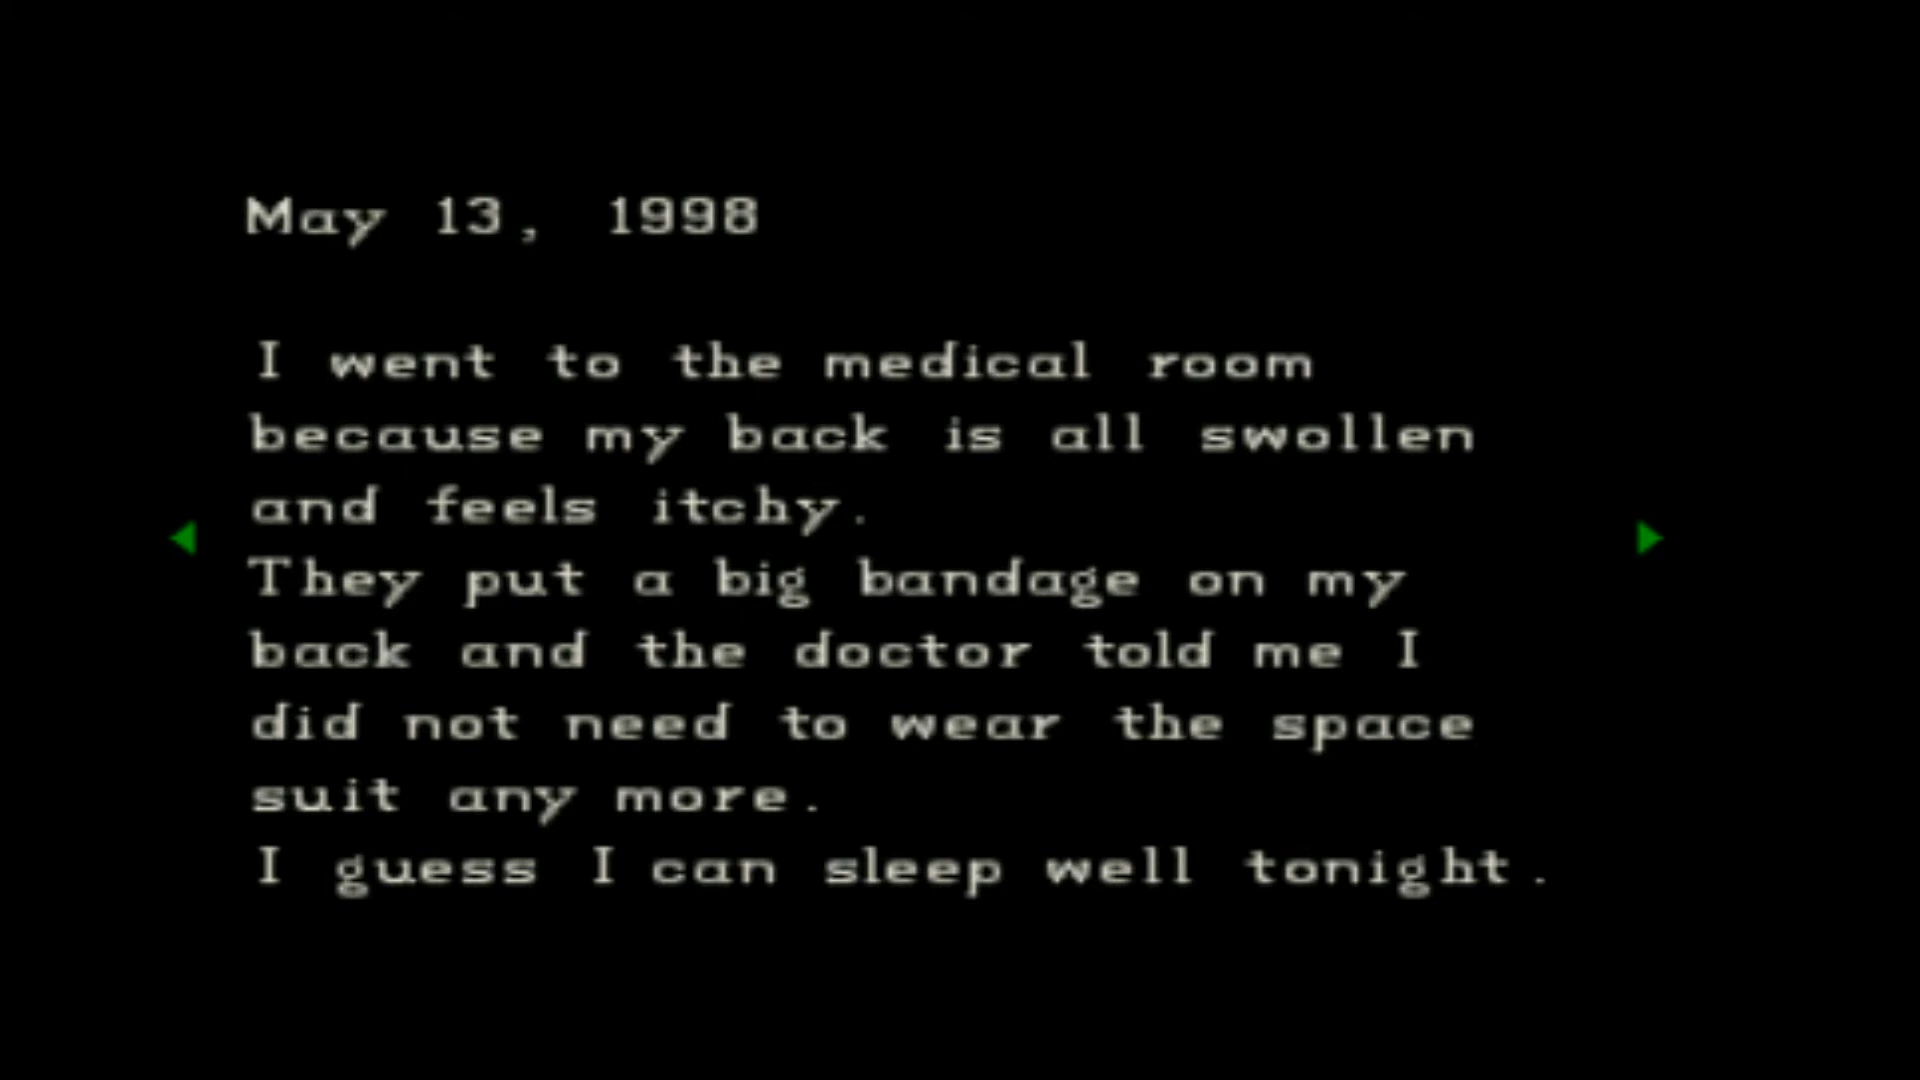 May 13, 1998
I went to the medical room
because my back is all swollen
and feels itchy.
They put a big bandage on my
back and the doctor told me I
did not need to wear the space
suit any more.
I guess I can sleep well tonight.